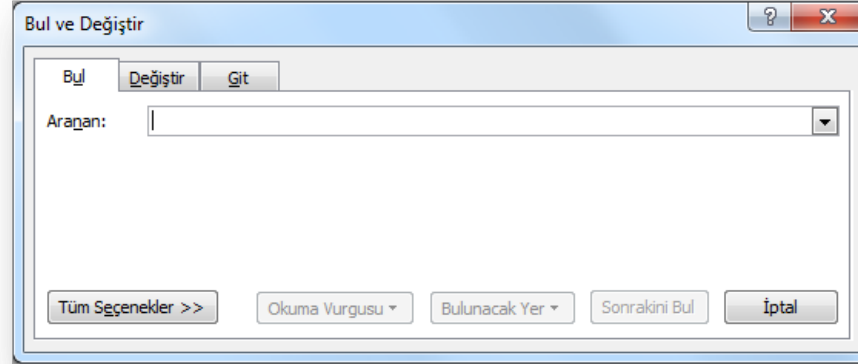 Bul ve Değiştir
Bul Değiştir Git
Aranan:
Tüm Seçenekler >> Okuma Vurgusu Bulunacak Yer Sonrakini Bul İptal